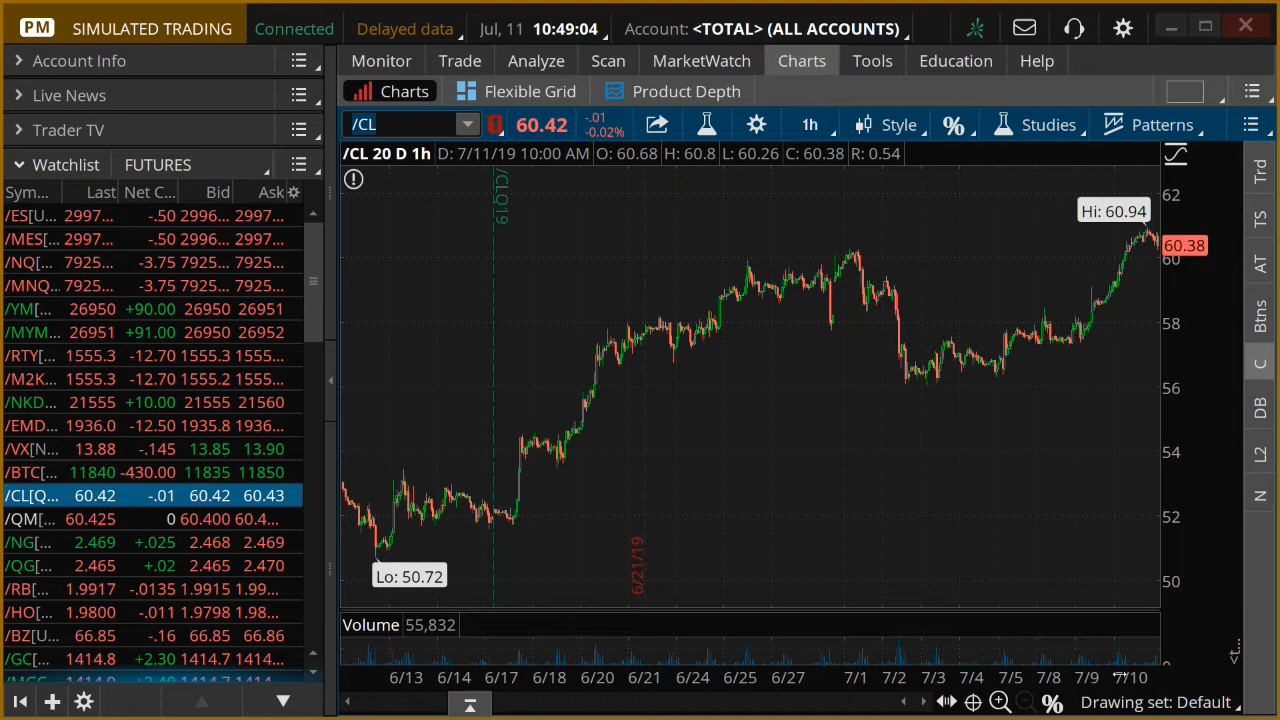 PM SIMULATED TRADING Connected Delayed data Jul, 11 10:49:04 Account: <TOTAL> (ALL ACCOUNTS)
Account Info
Live News
Trader TV
Watchlist FUTURES
Sym... Last Net C... Bid Ask
/ES[U... 2997... -.50 2996... 2997...
/MES[... 2997... -.50 2996... 2997...
/NQ[... 7925... -3.75 7925... 7925...
/MNQ... 7925... -3.75 7925... 7925...
/YM[... 26950 +90.00 26950 26950
/MYM... 26951 +91.00 26951 26952
/RTY[... 1555.3 -12.70 1555.3 1555...
/M2K... 1555.3 -12.70 1555.2 1555...
/NKD... 21555 +10.00 21555 21560
/EMD... 1936.0 -12.50 1935.8 1936...
/VX[N... 13.88 -.145 13.85 13.90
/BTC[... 11840 -430.00 11835 11850
/CL[Q... 60.42 -.01 60.42 60.43
/QM[... 60.425 0 60.400 60.4...
/NG[... 2.469 +.025 2.468 2.469
/QG[... 2.465 +.02 2.465 2.470
/RB[... 1.9917 -.0135 1.9915 1.99...
/HO[... 1.9800 -.011 1.9798 1.98...
/BZ[U... 66.85 -.16 66.85 66.86
/GC[... 1414.8 +2.30 1414.7 1414...
Monitor Trade Analyze Scan MarketWatch Charts Tools Education Help
Charts Flexible Grid Product Depth
/CL 60.42 -.01 -0.02% 1h Style % Studies Patterns
/CL 20 D 1h D: 7/11/19 10:00 AM O: 60.68 H: 60.8 L: 60.26 C: 60.38 R: 0.54
/CLQ19
Hi: 60.94
62
60.38
60
58
56
54
52
50
Lo: 50.72
6/21/19
Volume 55,832
0
<t...
6/13 6/14 6/17 6/18 6/20 6/21 6/24 6/25 6/27 7/1 7/2 7/4 7/7 7/8 7/9 7/10
% Drawing set: Default
Trd
TS
AT
Btns
C
DB
L2
N